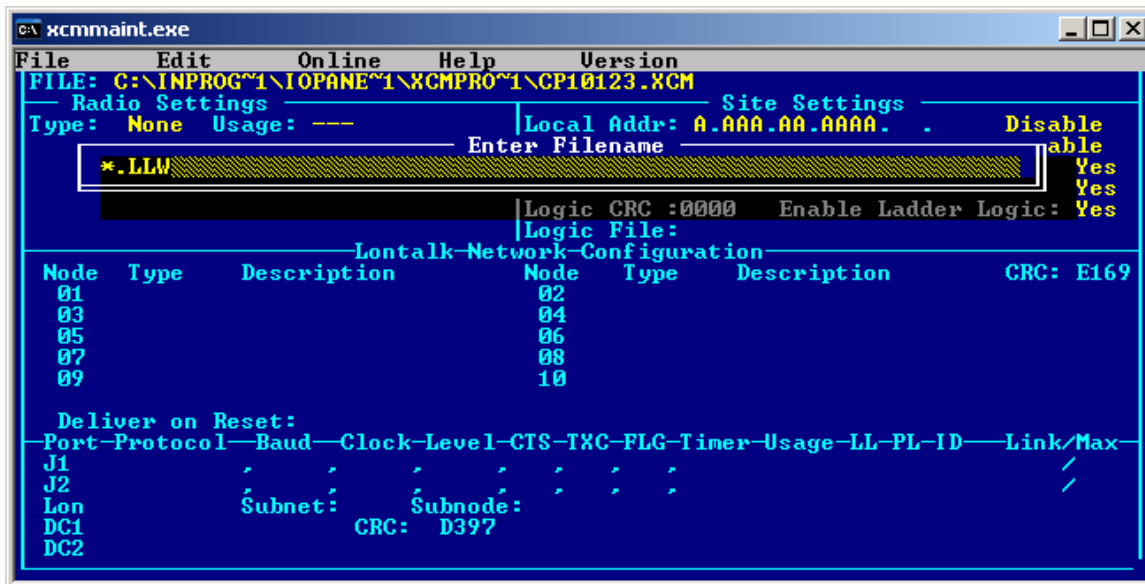 xcmmaint.exe
File Edit Online Help Version
FILE: C:\INPROG~1\IOPANE~1\XCMPRO~1\CP10123.XCM
Radio Settings Site Settings
Type: None Usage: --- Local Addr: A.AAA.AA.AAAA. . Disable
Enter Filename able
*.LLW Yes
Yes
Logic CRC :0000 Enable Ladder Logic: Yes
Logic File:
Lontalk-Network-Configuration
Node Type Description Node Type Description CRC: E169
01 02
03 04
05 06
07 08
09 10
Deliver on Reset:
Port-Protocol-Baud-Clock-Level-CTS-TXC-FLG-Timer-Usage-LL-PL-ID-Link/Max
J1 , , , , , , , /
J2 , , , , , , , /
Lon Subnet: Subnode:
DC1 CRC: D397
DC2